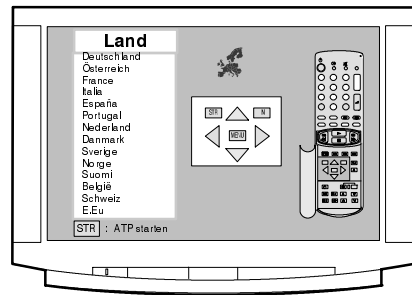 Land
Deutschland
Österreich
France
Italia
España
Portugal
Nederland
Danmark
Sverige
Norge
Suomi
België
Schweiz
E.Eu
STR : ATP starten
STR
MENU